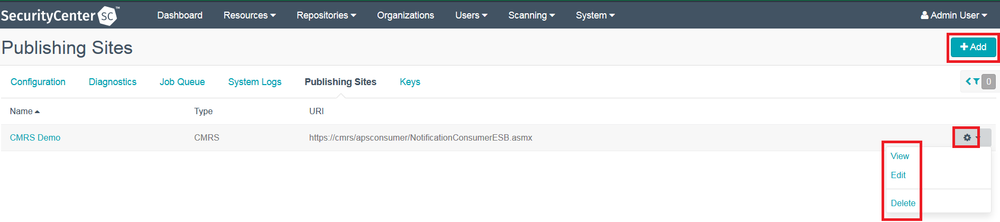 SecurityCenter SC™ Dashboard Resources Repositories Organizations Users Scanning System Admin User
Publishing Sites
Add
Configuration Diagnostics Job Queue System Logs Publishing Sites Keys 0
Name Type URI
CMRS Demo CMRS https://cmrs/apsconsumer/NotificationConsumerESB.asmx
View
Edit
Delete